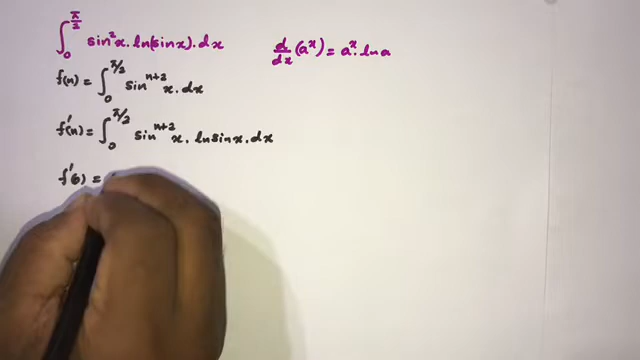 ∫₀^(π/2) sin²x · ln(sinx) · dx
d/dx (aˣ) = aˣ · ln a
f(n) = ∫₀^(π/2) sin^(n+2) x · dx
f'(n) = ∫₀^(π/2) sin^(n+2) x · ln sinx · dx
f'(0) =